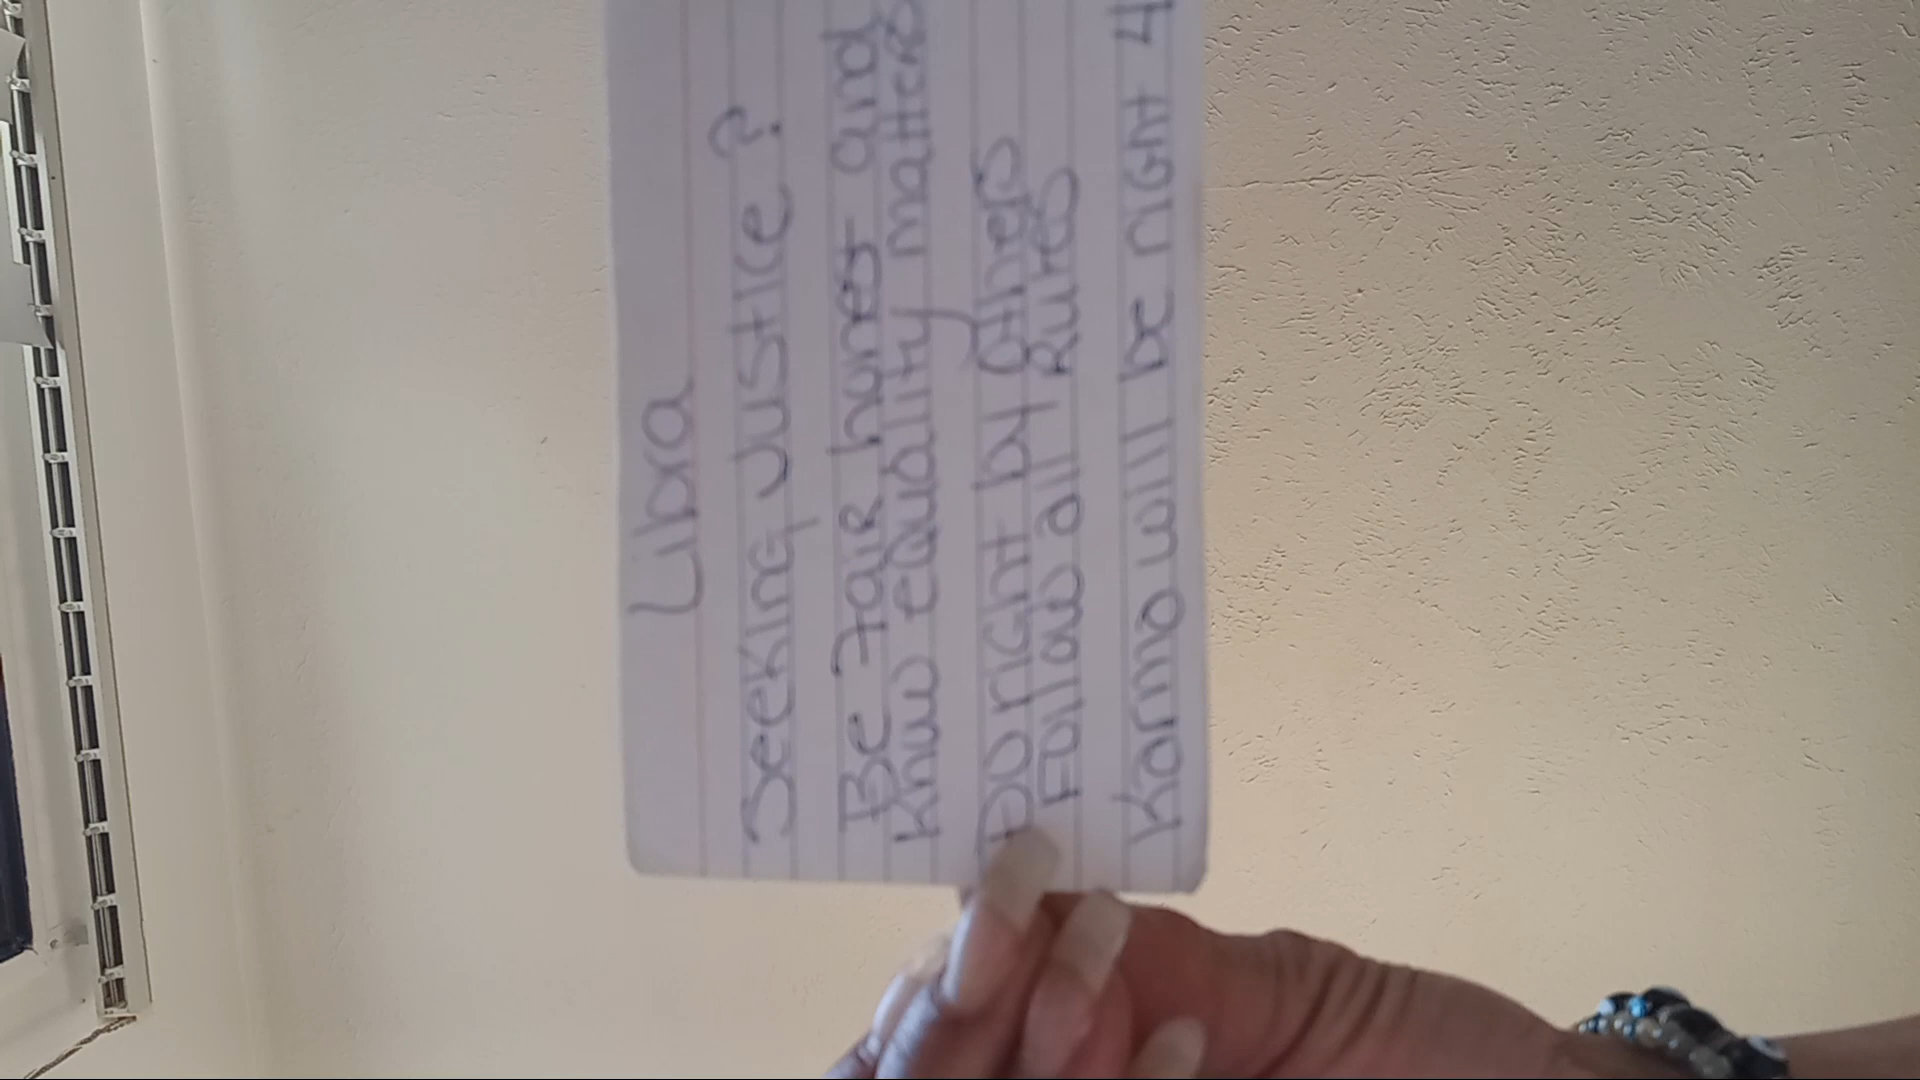 Libra
Seeking Justice?
Be Fair honest and
Know equality matters
Do right by others
Follow all Rules
Karma will be right 4